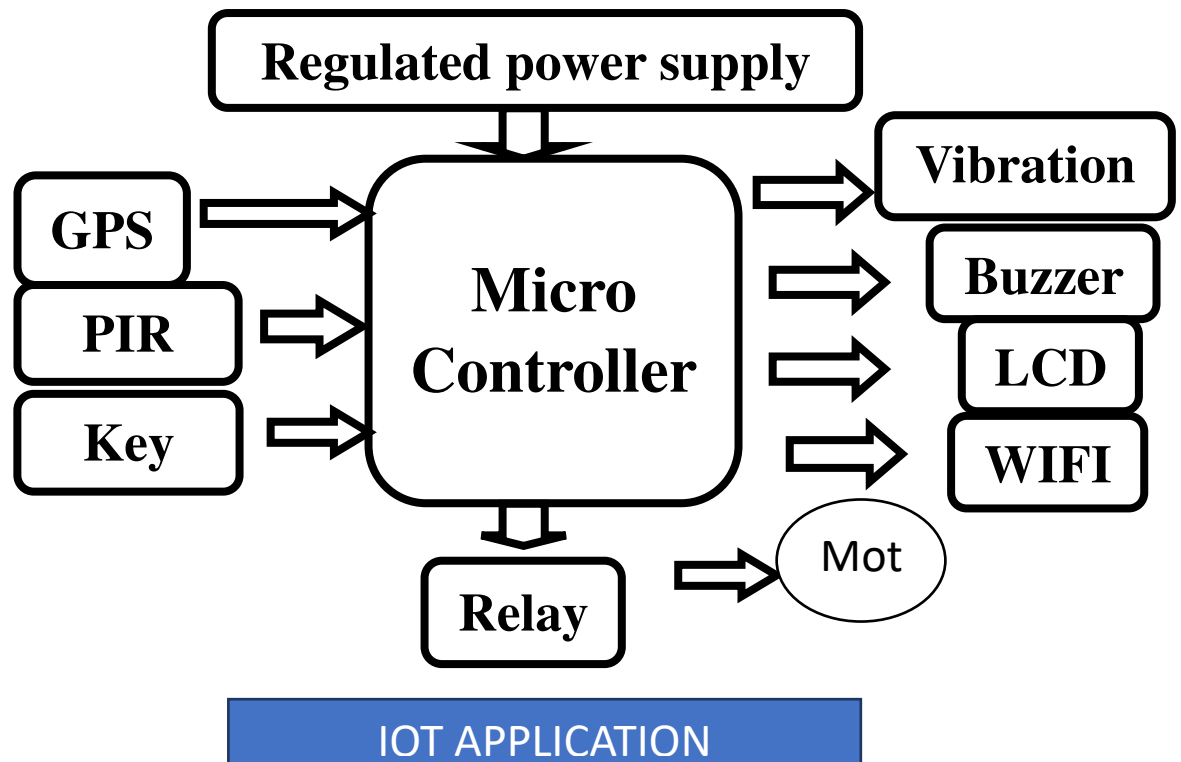 Regulated power supply
GPS
PIR
Key
Micro
Controller
Vibration
Buzzer
LCD
WIFI
Mot
Relay
IOT APPLICATION